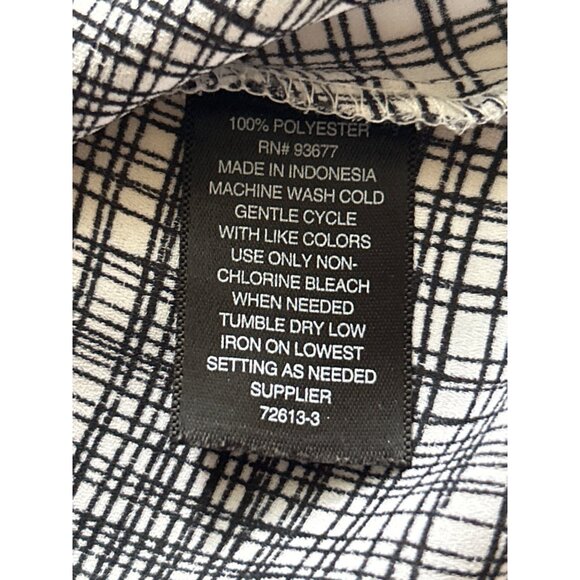 100% POLYESTER
RN# 93677
MADE IN INDONESIA
MACHINE WASH COLD
GENTLE CYCLE
WITH LIKE COLORS
USE ONLY NON-
CHLORINE BLEACH
WHEN NEEDED
TUMBLE DRY LOW
IRON ON LOWEST
SETTING AS NEEDED
SUPPLIER
72613-3